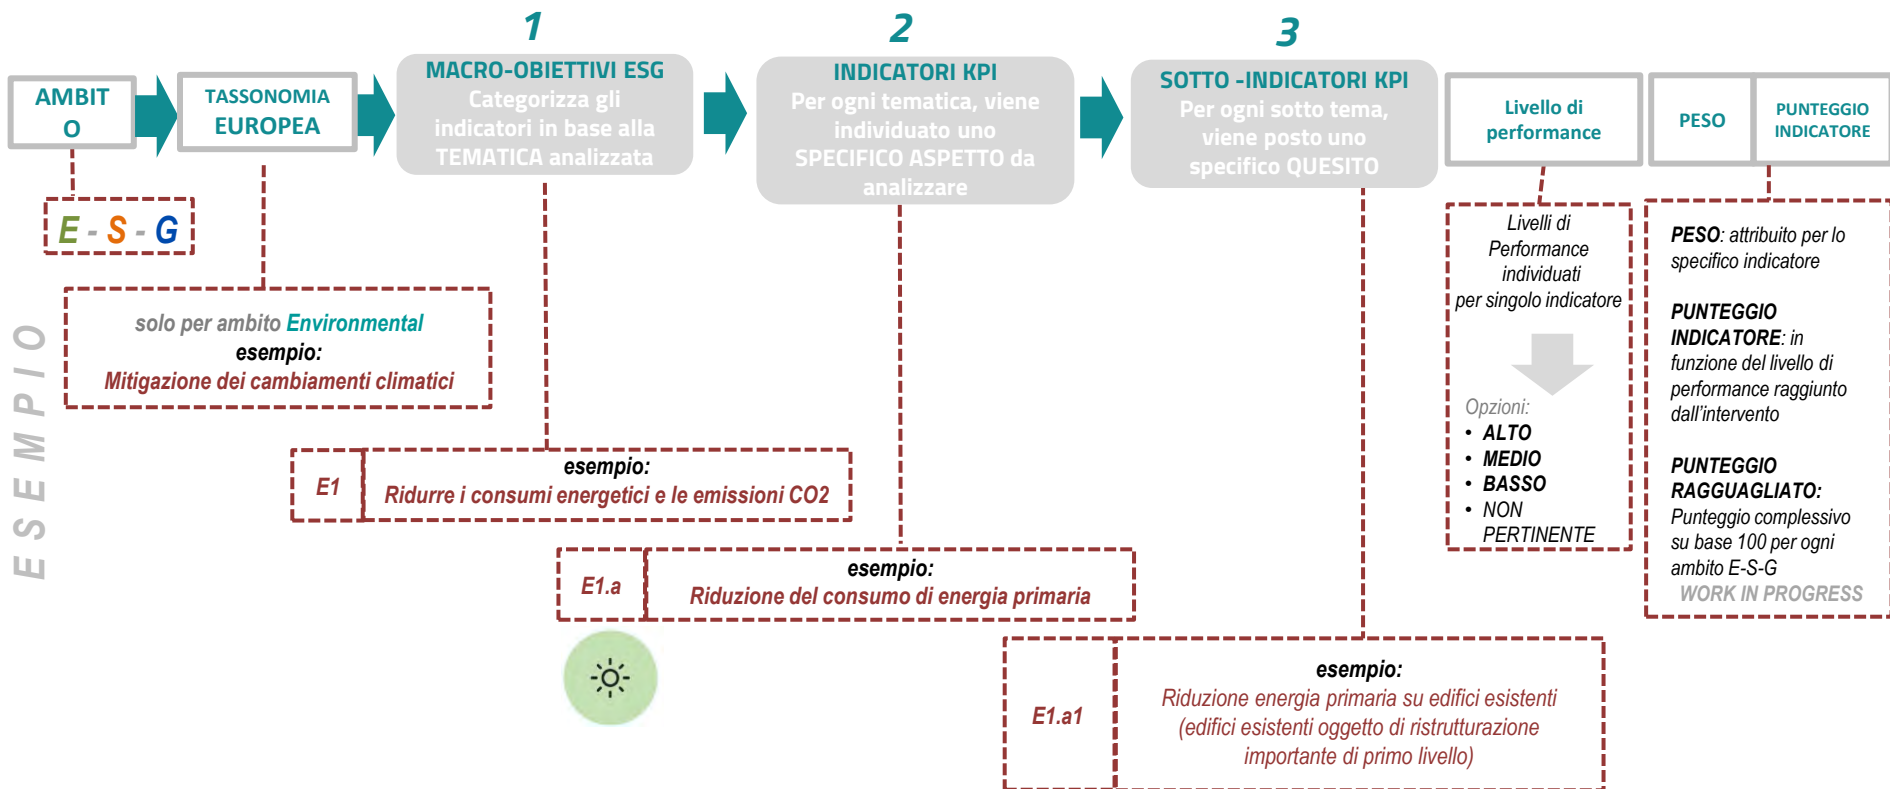 1
2
3
AMBIT
O
TASSONOMIA
EUROPEA
MACRO-OBIETTIVI ESG
Categorizza gli
indicatori in base alla
TEMATICA analizzata
INDICATORI KPI
Per ogni tematica, viene
individuato uno
SPECIFICO ASPETTO da
analizzare
SOTTO -INDICATORI KPI
Per ogni sotto tema,
viene posto uno
specifico QUESITO
Livello di
performance
PESO
PUNTEGGIO
INDICATORE
E - S - G
ESEMPIO
solo per ambito Environmental
esempio:
Mitigazione dei cambiamenti climatici
E1
esempio:
Ridurre i consumi energetici e le emissioni CO2
E1.a
esempio:
Riduzione del consumo di energia primaria
E1.a1
esempio:
Riduzione energia primaria su edifici esistenti
(edifici esistenti oggetto di ristrutturazione
importante di primo livello)
Livelli di
Performance
individuati
per singolo indicatore
Opzioni:
• ALTO
• MEDIO
• BASSO
• NON
PERTINENTE
PESO: attribuito per lo
specifico indicatore
PUNTEGGIO
INDICATORE: in
funzione del livello di
performance raggiunto
dall'intervento
PUNTEGGIO
RAGGUAGLIATO:
Punteggio complessivo
su base 100 per ogni
ambito E-S-G
WORK IN PROGRESS